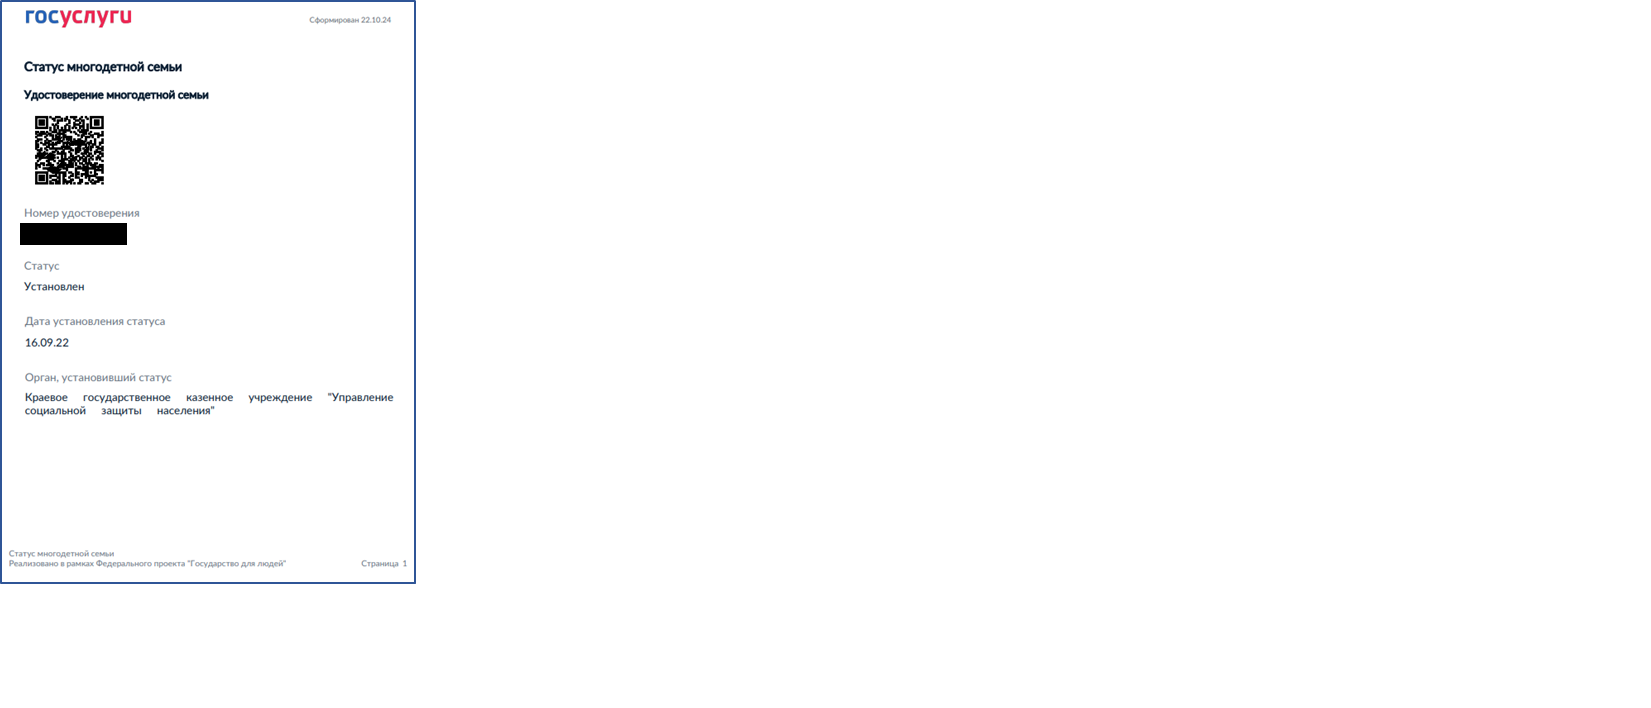 госуслуги
Сформирован 22.10.24
Статус многодетной семьи
Удостоверение многодетной семьи
Номер удостоверения
Статус
Установлен
Дата установления статуса
16.09.22
Орган, установивший статус
Краевое государственное казенное учреждение "Управление
социальной защиты населения"
Статус многодетной семьи
Реализовано в рамках Федерального проекта "Государство для людей"
Страница 1